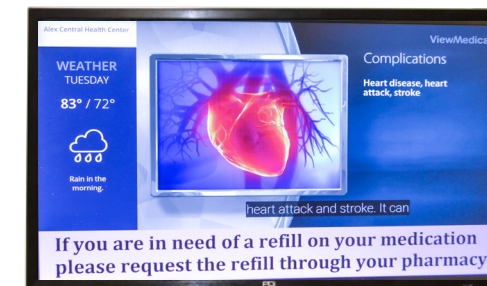 Alex Central Health Center
ViewMedica
WEATHER
TUESDAY
83° / 72°
Rain in the
morning.
Complications
Heart disease, heart
attack, stroke
heart attack and stroke. It can
If you are in need of a refill on your medication
please request the refill through your pharmacy